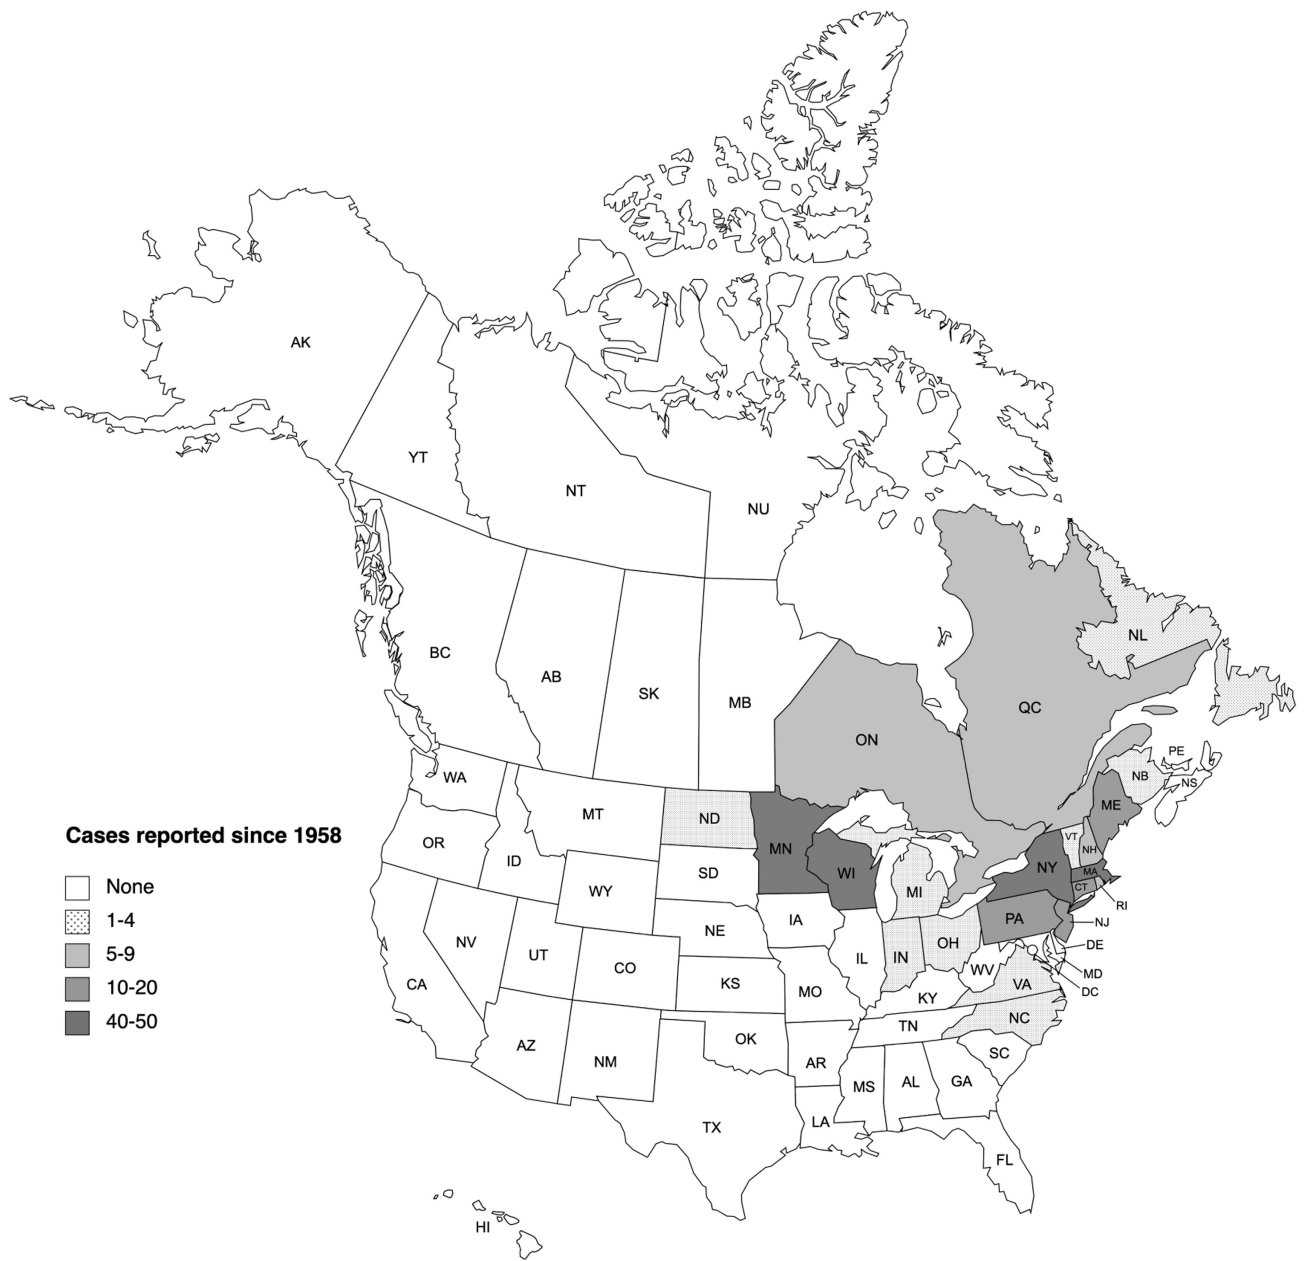 AK
YT
NT
NU
BC
AB
SK
MB
ON
QC
NL
PE
NB
NS
ME
WA
MT
ND
MN
VT
NH
OR
ID
WY
SD
WI
MI
NY
MA
CT
RI
NV
UT
CO
NE
IA
IL
IN
OH
PA
NJ
DE
MD
DC
CA
KS
MO
KY
WV
VA
AZ
NM
OK
AR
TN
NC
SC
TX
LA
MS
AL
GA
FL
HI
Cases reported since 1958
None
1-4
5-9
10-20
40-50